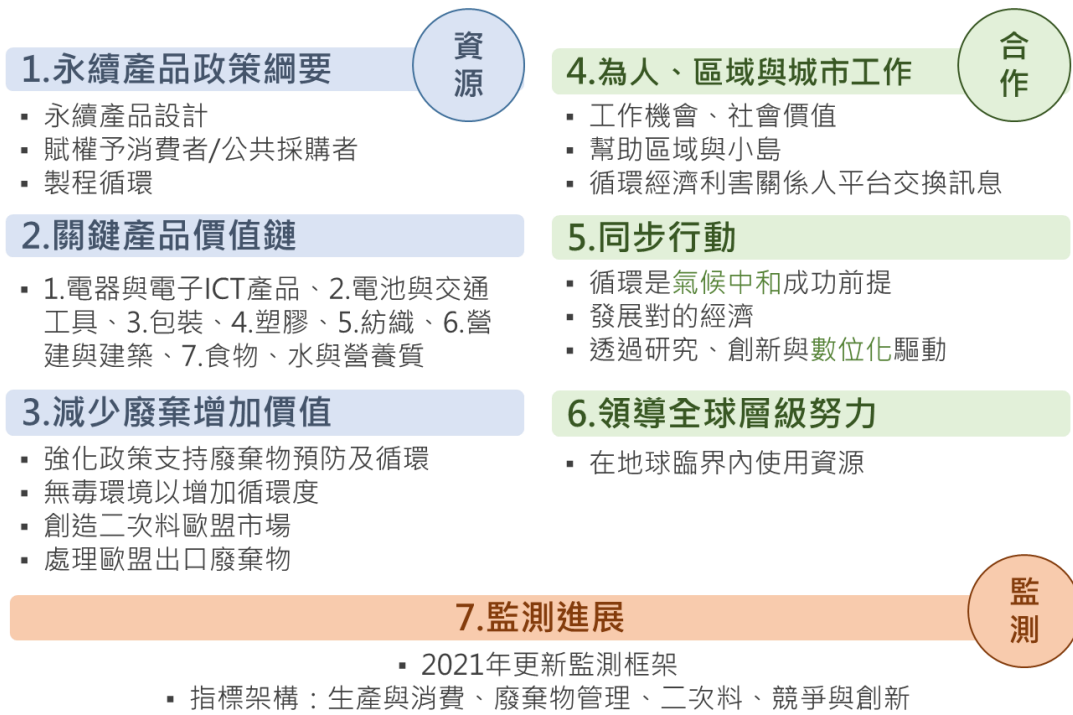 資
源
1.永續產品政策綱要
▪ 永續產品設計
▪ 賦權予消費者/公共採購者
▪ 製程循環
2.關鍵產品價值鏈
▪ 1.電器與電子ICT產品、2.電池與交通
工具、3.包裝、4.塑膠、5.紡織、6.營
建與建築、7.食物、水與營養質
3.減少廢棄增加價值
▪ 強化政策支持廢棄物預防及循環
▪ 無毒環境以增加循環度
▪ 創造二次料歐盟市場
▪ 處理歐盟出口廢棄物
合
作
4.為人、區域與城市工作
▪ 工作機會、社會價值
▪ 幫助區域與小島
▪ 循環經濟利害關係人平台交換訊息
5.同步行動
▪ 循環是氣候中和成功前提
▪ 發展對的經濟
▪ 透過研究、創新與數位化驅動
6.領導全球層級努力
▪ 在地球臨界內使用資源
監
測
7.監測進展
▪ 2021年更新監測框架
▪ 指標架構：生產與消費、廢棄物管理、二次料、競爭與創新